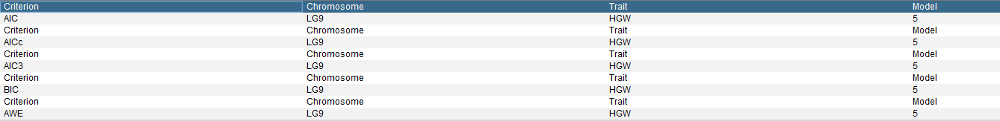 Criterion Chromosome Trait Model
AIC LG9 HGW 5
Criterion Chromosome Trait Model
AICc LG9 HGW 5
Criterion Chromosome Trait Model
AIC3 LG9 HGW 5
Criterion Chromosome Trait Model
BIC LG9 HGW 5
Criterion Chromosome Trait Model
AWE LG9 HGW 5